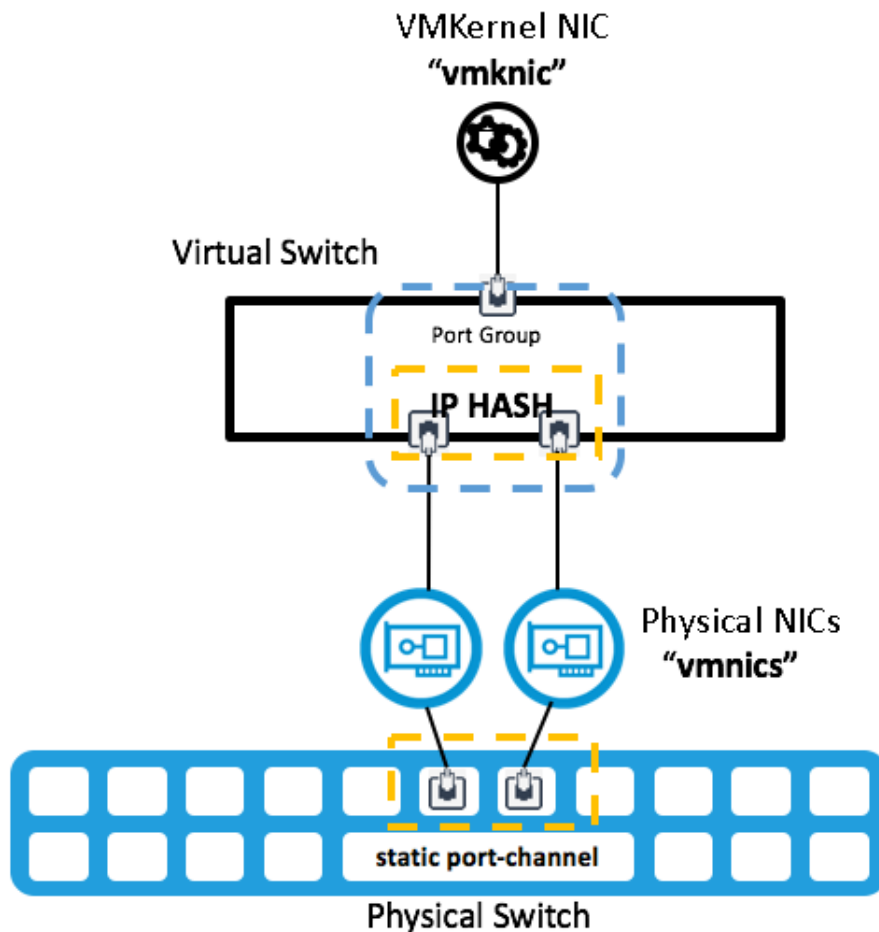 VMKernel NIC
“vmknic”
Virtual Switch
Port Group
IP HASH
Physical NICs
“vmnics”
static port-channel
Physical Switch